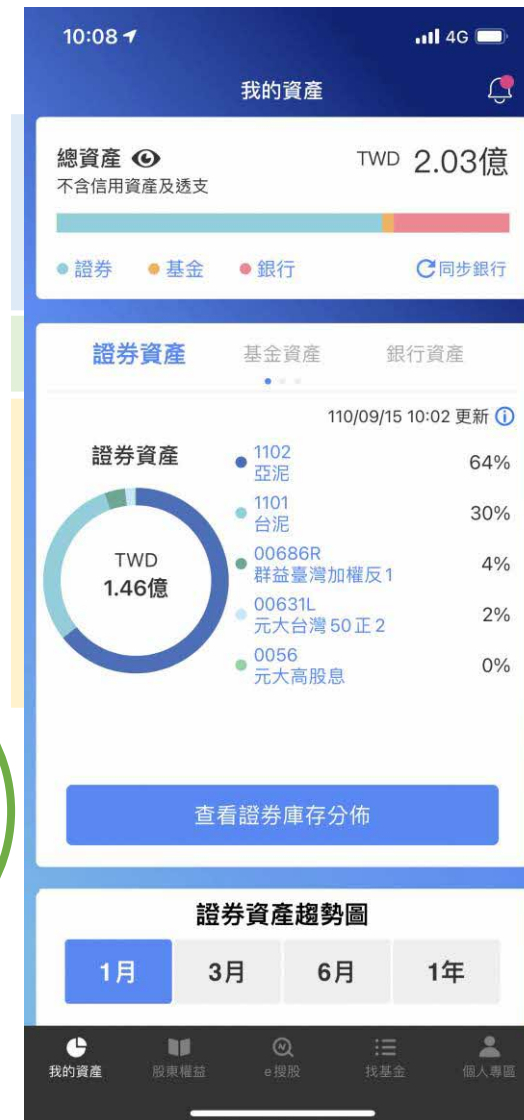 10:08
4G
我的資產
總資產
TWD 2.03億
不含信用資產及透支
證券
基金
銀行
同步銀行
證券資產
基金資產
銀行資產
110/09/15 10:02 更新
證券資產
TWD
1.46億
1102
亞泥
64%
1101
台泥
30%
00686R
群益臺灣加權反1
4%
00631L
元大台灣50正2
2%
0056
元大高股息
0%
查看證券庫存分佈
證券資產趨勢圖
1月
3月
6月
1年
我的資產
股東權益
e搜股
找基金
個人專區